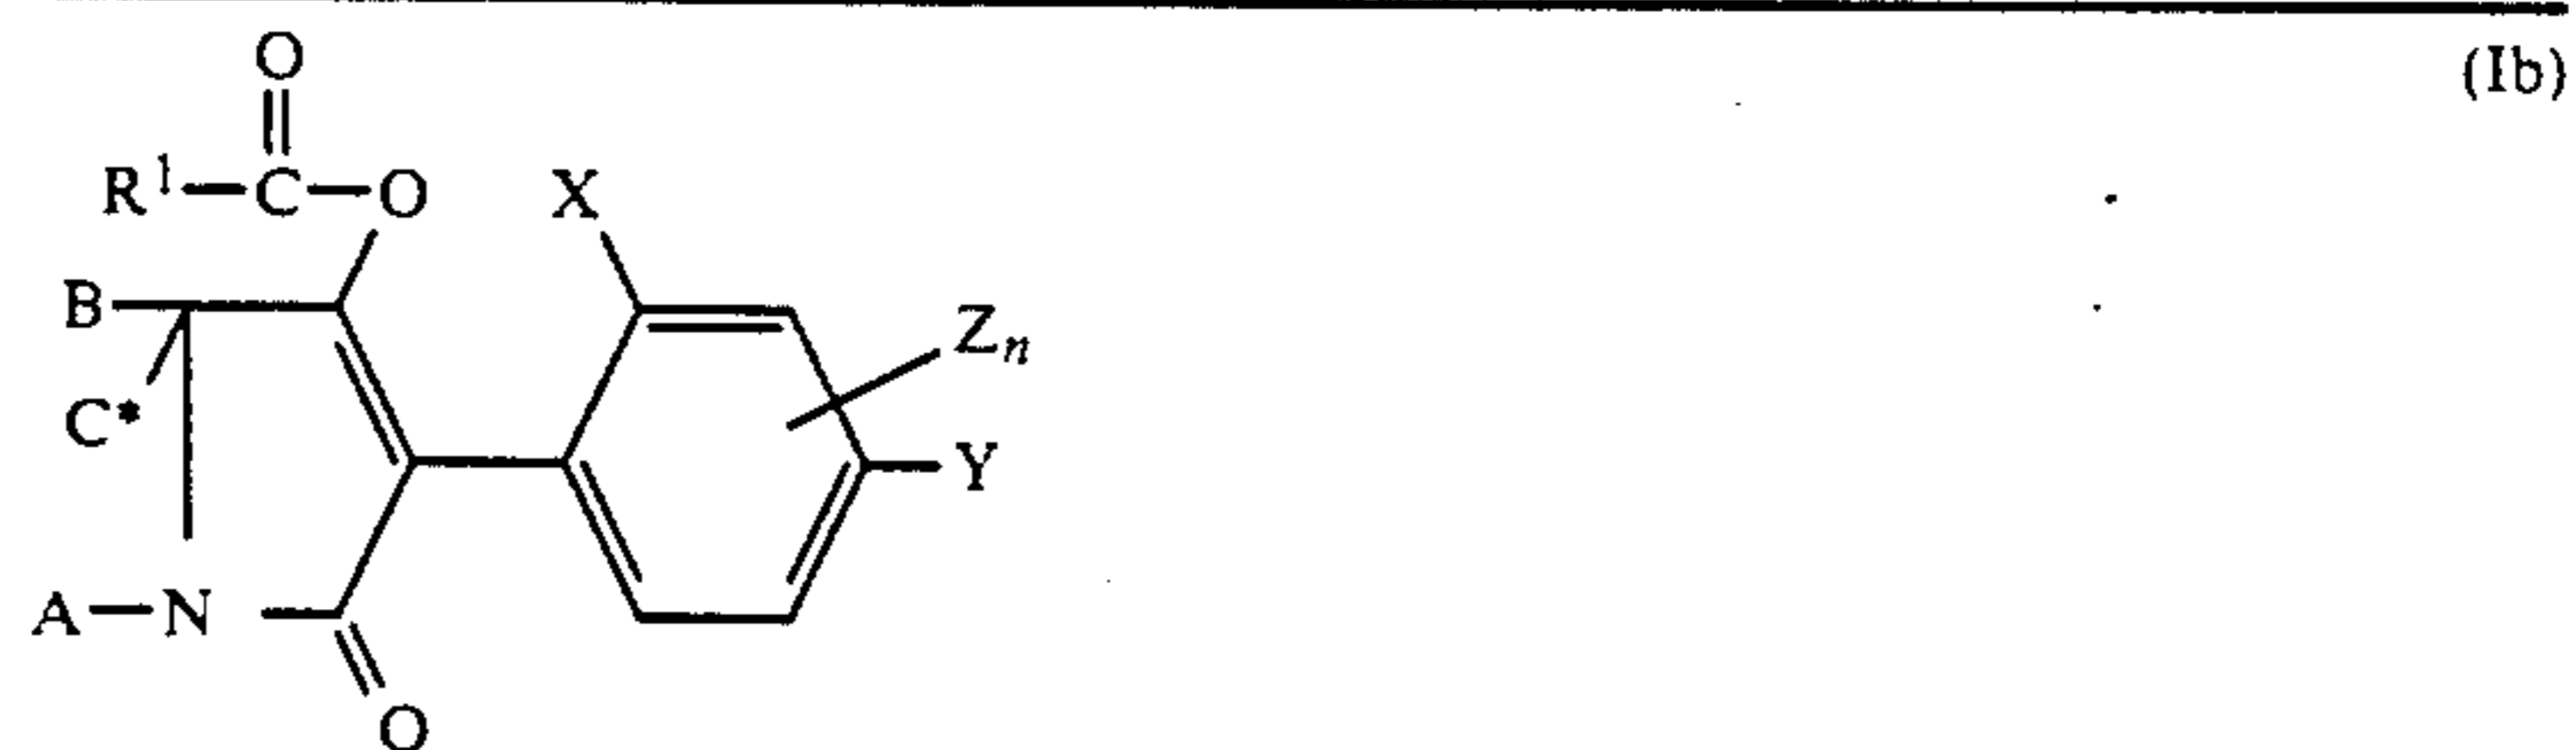 O (Ib)
R¹—C—O X
B Zₙ
C*
Y
A—N
O